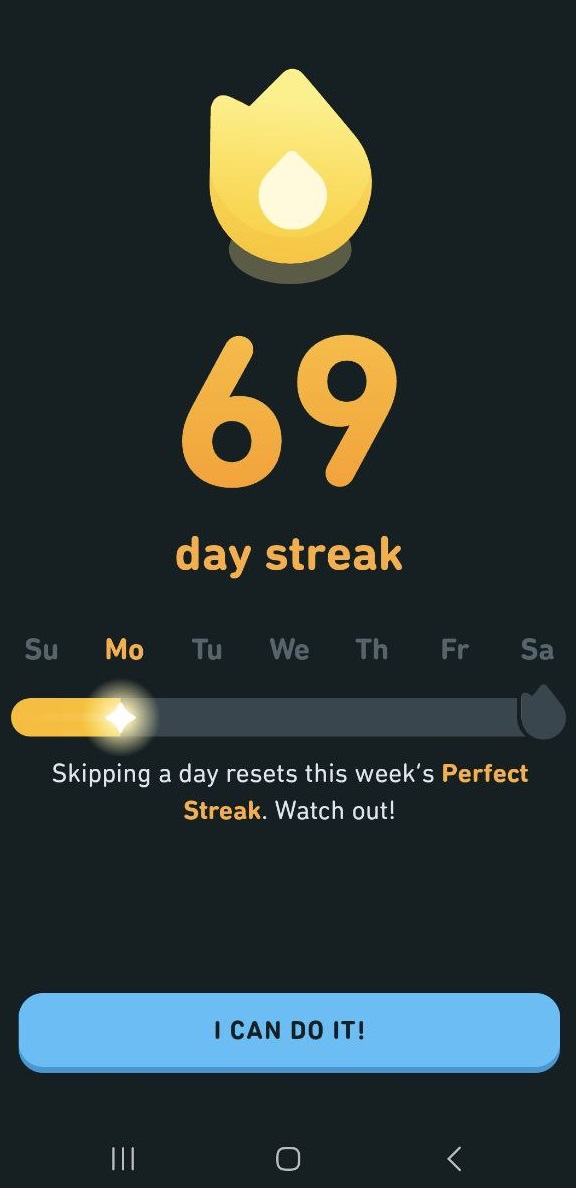 69
day streak
Su Mo Tu We Th Fr Sa
Skipping a day resets this week’s Perfect
Streak. Watch out!
I CAN DO IT!